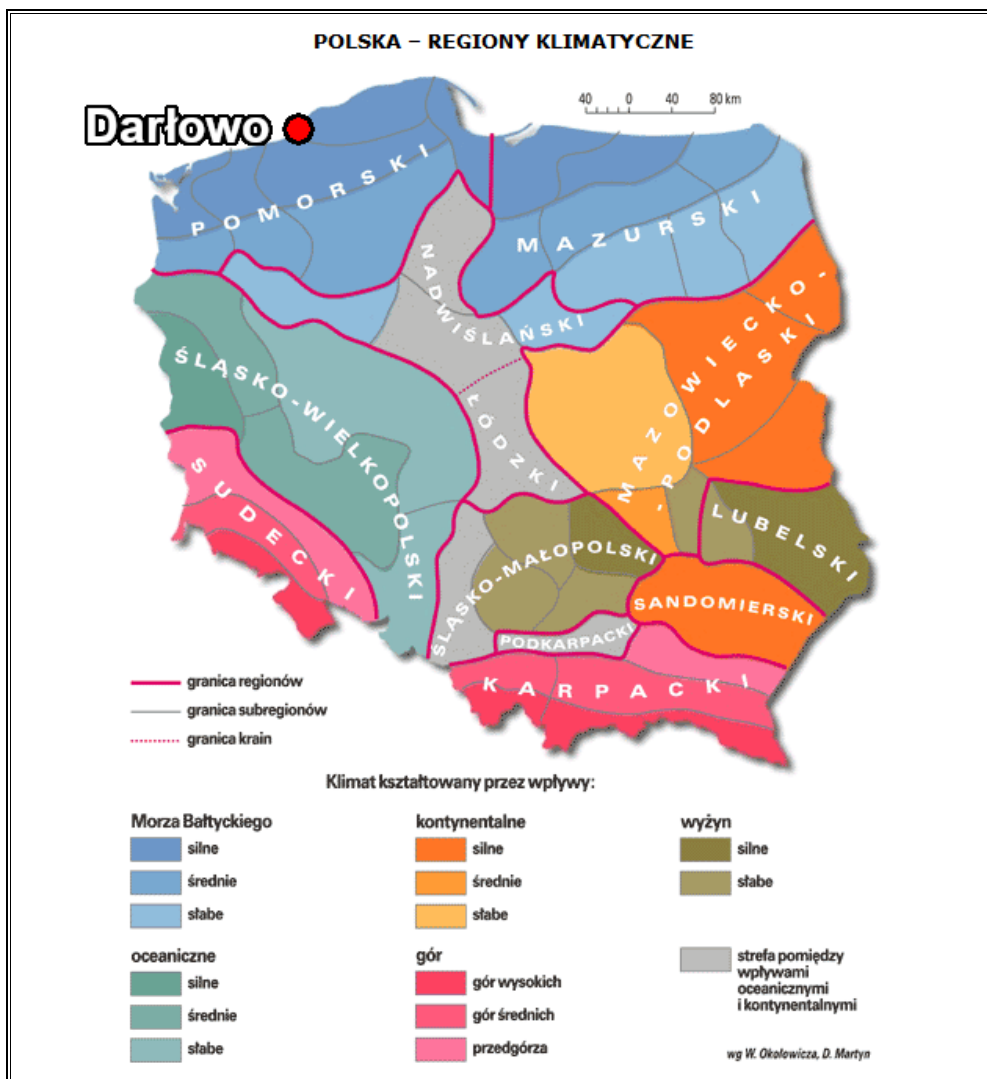 POLSKA – REGIONY KLIMATYCZNE
Darłowo
40 0 40 80 km
POMORSKI
MAZURSKI
NADWIŚLAŃSKI
MAZOWIECKO-
-PODLASKI
ŚLĄSKO-WIELKOPOLSKI
ŁÓDZKI
SUDECKI
LUBELSKI
ŚLĄSKO-MAŁOPOLSKI
SANDOMIERSKI
PODKARPACKI
KARPACKI
granica regionów
granica subregionów
granica krain
Klimat kształtowany przez wpływy:
Morza Bałtyckiego
silne
średnie
słabe
kontynentalne
silne
średnie
słabe
wyżyn
silne
słabe
oceaniczne
silne
średnie
słabe
gór
gór wysokich
gór średnich
przedgórza
strefa pomiędzy
wpływami
oceanicznymi
i kontynentalnymi
wg W. Okołowicza, D. Martyn